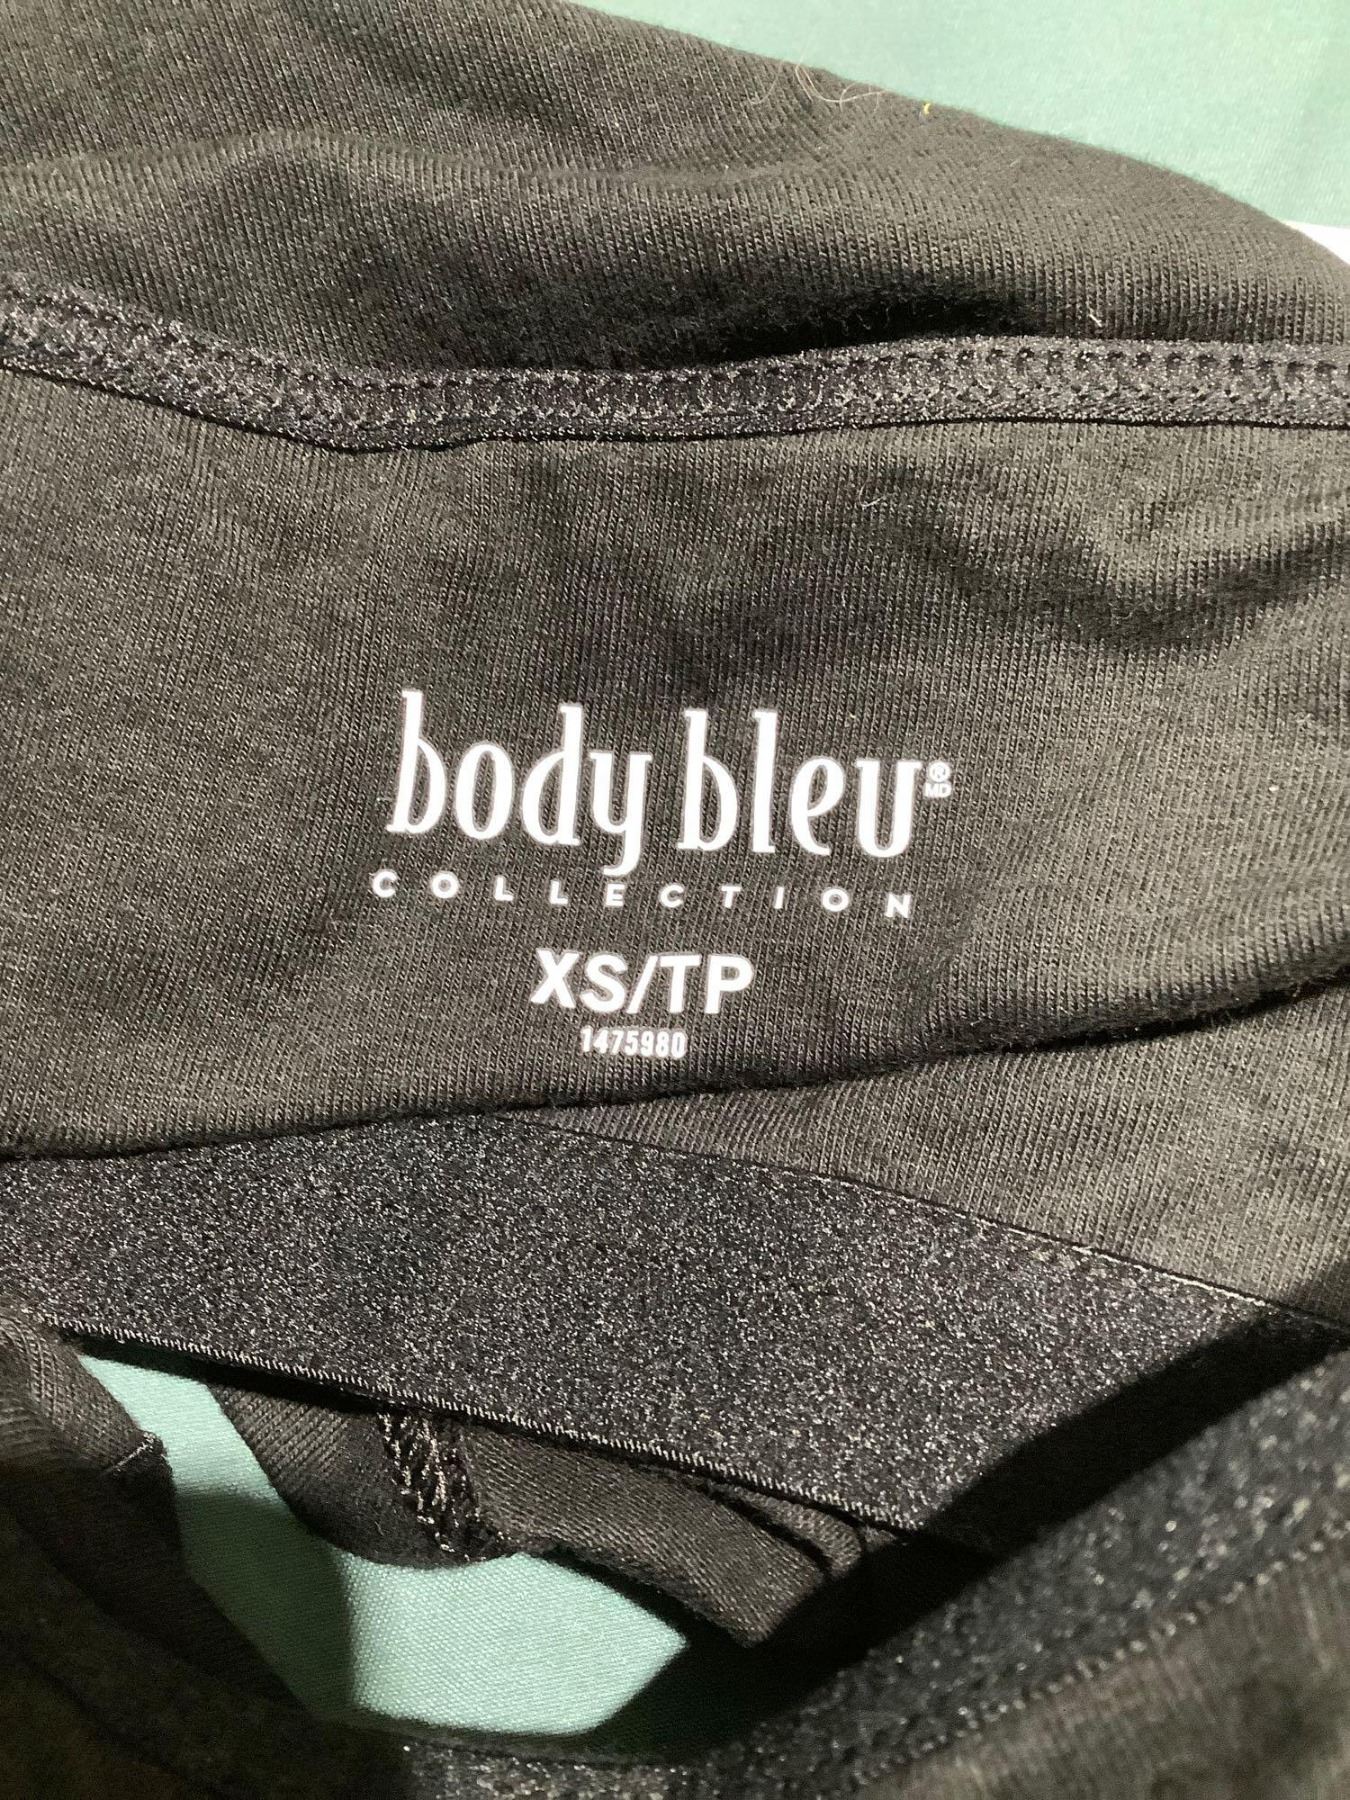 body bleu® MD
COLLECTION
XS/TP
1475980